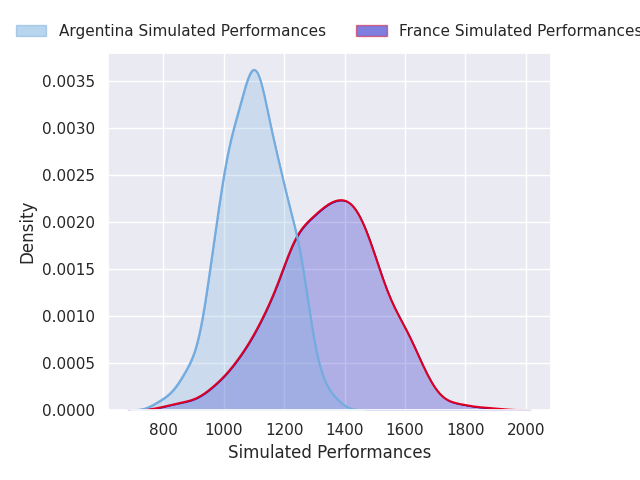 Argentina Simulated Performances France Simulated Performances
0.0035
0.0030
0.0025
0.0020
0.0015
0.0010
0.0005
0.0000
Density
800 1000 1200 1400 1600 1800 2000
Simulated Performances